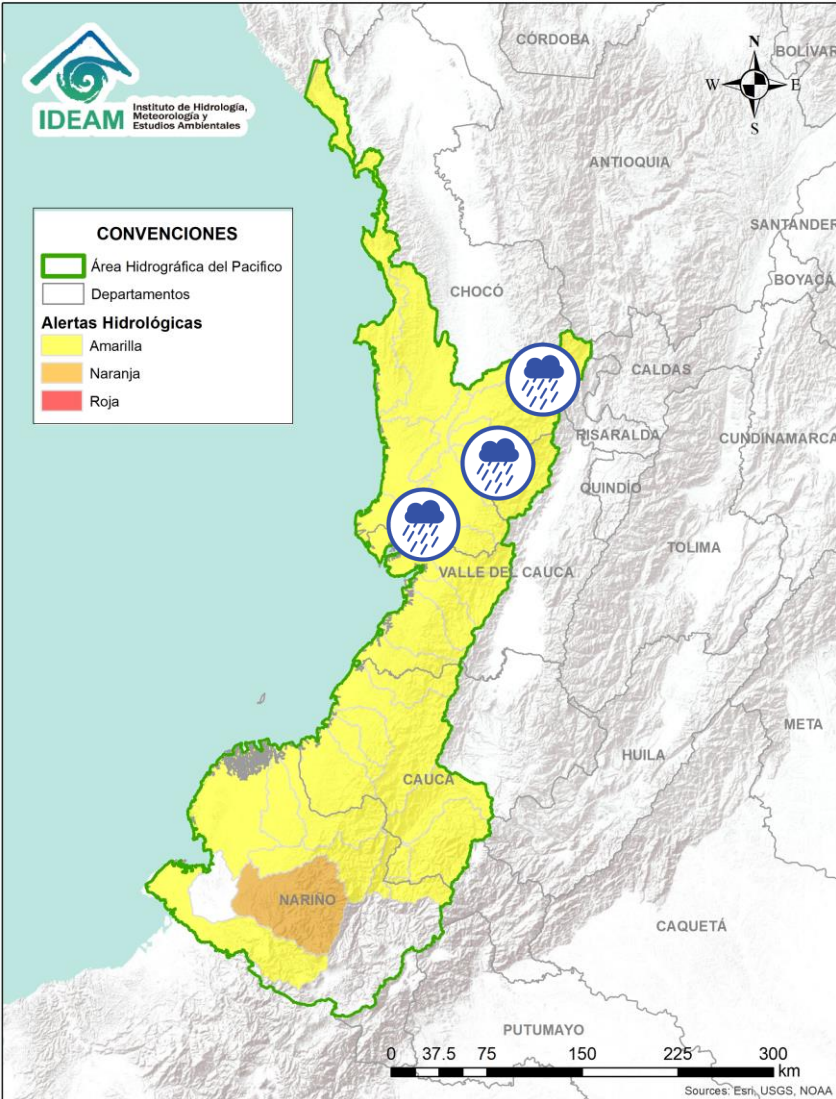 IDEAM
Instituto de Hidrología,
Meteorología y
Estudios Ambientales
N
W
E
S
CÓRDOBA
BOLÍVAR
ANTIOQUIA
SANTANDER
BOYACÁ
CHOCÓ
CALDAS
RISARALDA
CUNDINAMARCA
QUINDÍO
TOLIMA
VALLE DEL CAUCA
META
HUILA
CAUCA
NARIÑO
CAQUETÁ
PUTUMAYO
CONVENCIONES
Área Hidrográfica del Pacifico
Departamentos
Alertas Hidrológicas
Amarilla
Naranja
Roja
0 37.5 75 150 225 300
km
Sources: Esri, USGS, NOAA